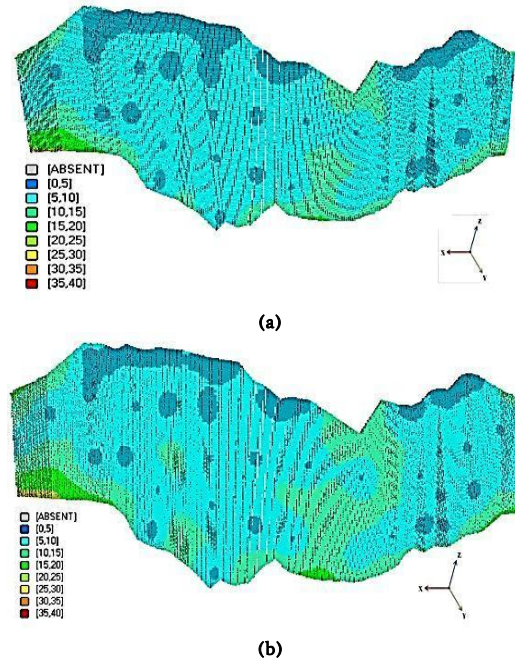 [ABSENT]
[0,5]
[5,10]
[10,15]
[15,20]
[20,25]
[25,30]
[30,35]
[35,40]
Z
X
Y
(a)
[ABSENT]
[0,5]
[5,10]
[10,15]
[15,20]
[20,25]
[25,30]
[30,35]
[35,40]
Z
X
Y
(b)